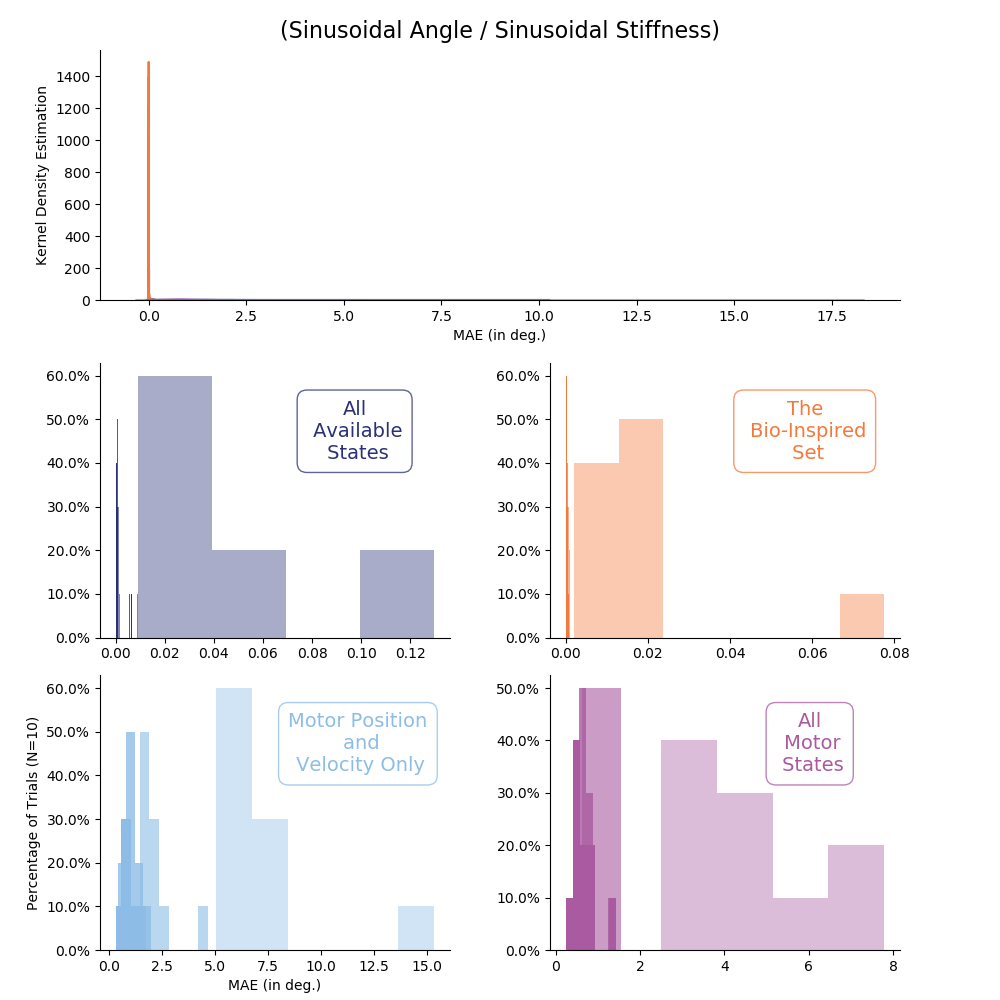 (Sinusoidal Angle / Sinusoidal Stiffness)
Kernel Density Estimation
1400
1200
1000
800
600
400
200
0
0.0 2.5 5.0 7.5 10.0 12.5 15.0 17.5
MAE (in deg.)
60.0%
50.0%
40.0%
30.0%
20.0%
10.0%
0.0%
0.00 0.02 0.04 0.06 0.08 0.10 0.12
All
Available
States
60.0%
50.0%
40.0%
30.0%
20.0%
10.0%
0.0%
0.00 0.02 0.04 0.06 0.08
The
Bio-Inspired
Set
Percentage of Trials (N=10)
60.0%
50.0%
40.0%
30.0%
20.0%
10.0%
0.0%
0.0 2.5 5.0 7.5 10.0 12.5 15.0
MAE (in deg.)
Motor Position
and
Velocity Only
50.0%
40.0%
30.0%
20.0%
10.0%
0.0%
0 2 4 6 8
All
Motor
States